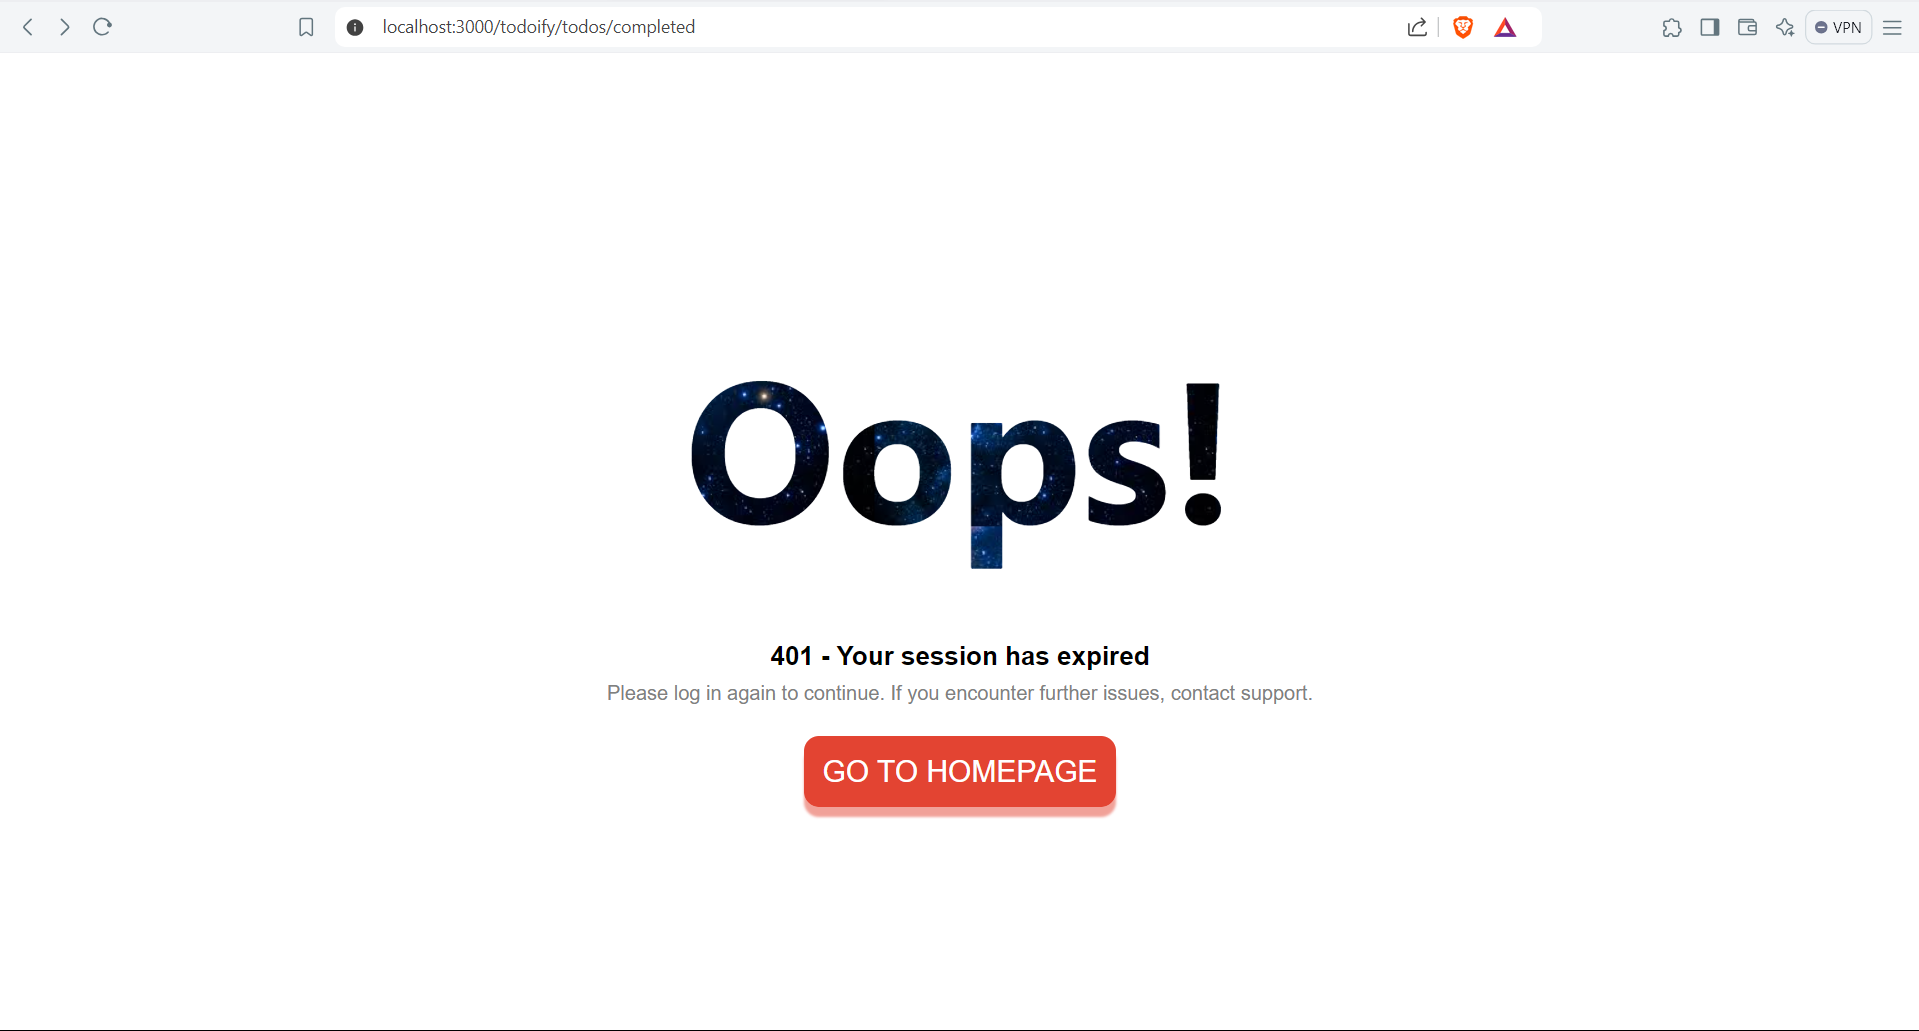 localhost:3000/todoify/todos/completed
VPN
Oops!
401 - Your session has expired
Please log in again to continue. If you encounter further issues, contact support.
GO TO HOMEPAGE